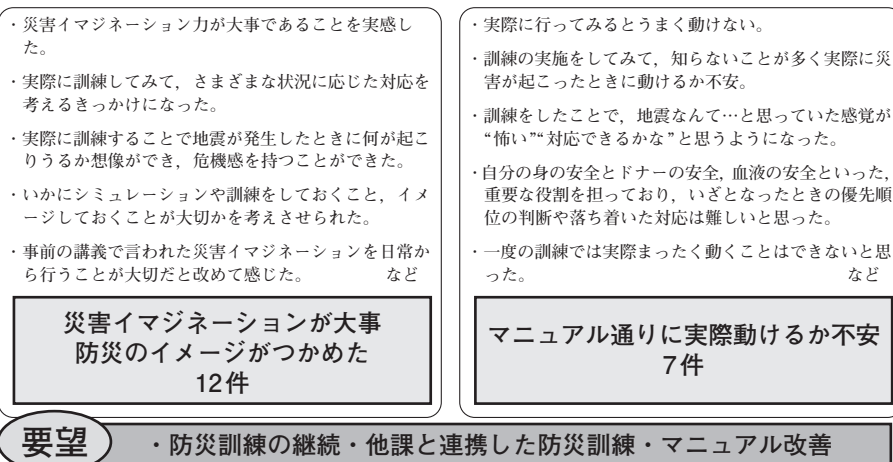 ・災害イマジネーション力が大事であることを実感し
た。
・実際に訓練してみて，さまざまな状況に応じた対応を
考えるきっかけになった。
・実際に訓練することで地震が発生したときに何が起こ
りうるか想像ができ，危機感を持つことができた。
・いかにシミュレーションや訓練をしておくこと，イメ
ージしておくことが大切かを考えさせられた。
・事前の講義で言われた災害イマジネーションを日常か
ら行うことが大切だと改めて感じた。 など
災害イマジネーションが大事
防災のイメージがつかめた
12件
・実際に行ってみるとうまく動けない。
・訓練の実施をしてみて，知らないことが多く実際に災
害が起こったときに動けるか不安。
・訓練をしたことで，地震なんて…と思っていた感覚が
“怖い”“対応できるかな”と思うようになった。
・自分の身の安全とドナーの安全，血液の安全といった，
重要な役割を担っており，いざとなったときの優先順
位の判断や落ち着いた対応は難しいと思った。
・一度の訓練では実際まったく動くことはできないと思
った。 など
マニュアル通りに実際動けるか不安
7件
要望 ・防災訓練の継続・他課と連携した防災訓練・マニュアル改善